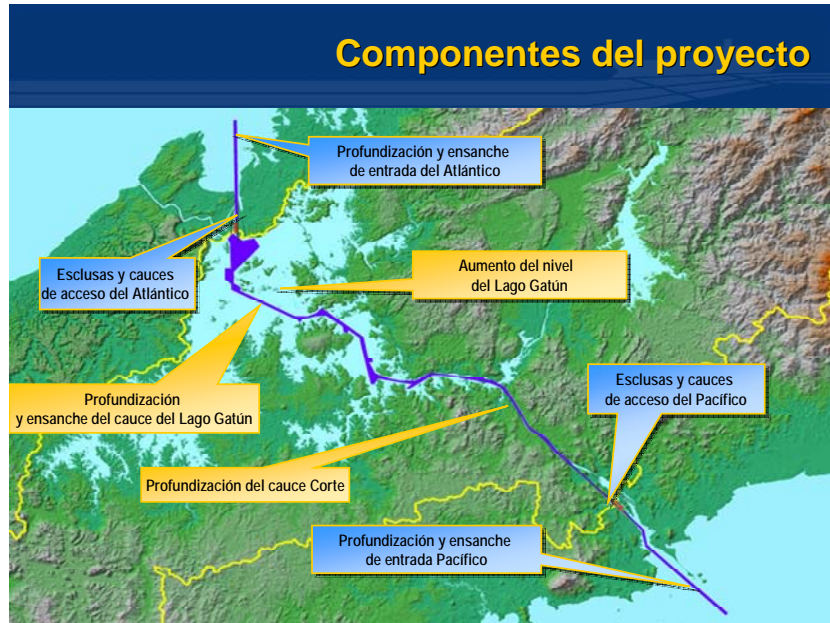 Componentes del proyecto
Profundización y ensanche
de entrada del Atlántico
Esclusas y cauces
de acceso del Atlántico
Aumento del nivel
del Lago Gatún
Profundización
y ensanche del cauce del Lago Gatún
Esclusas y cauces
de acceso del Pacífico
Profundización del cauce Corte
Profundización y ensanche
de entrada Pacífico